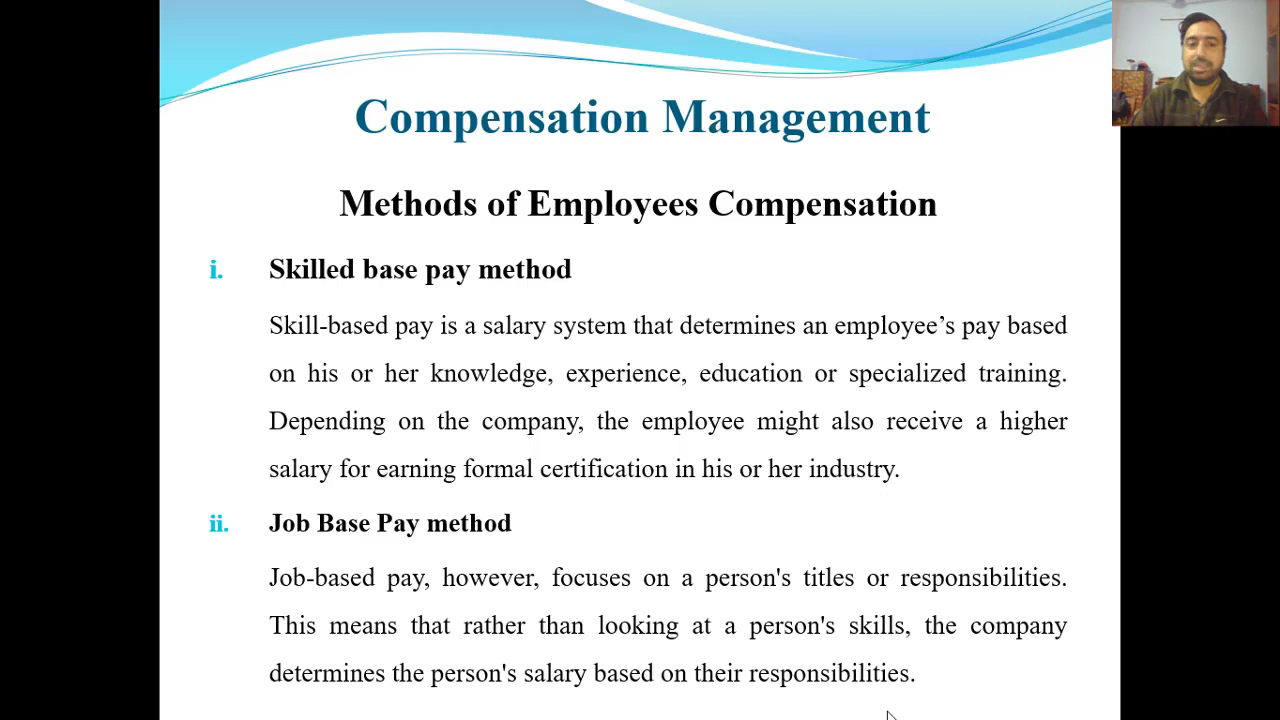 Compensation Management
Methods of Employees Compensation
i. Skilled base pay method
Skill-based pay is a salary system that determines an employee’s pay based
on his or her knowledge, experience, education or specialized training.
Depending on the company, the employee might also receive a higher
salary for earning formal certification in his or her industry.
ii. Job Base Pay method
Job-based pay, however, focuses on a person's titles or responsibilities.
This means that rather than looking at a person's skills, the company
determines the person's salary based on their responsibilities.